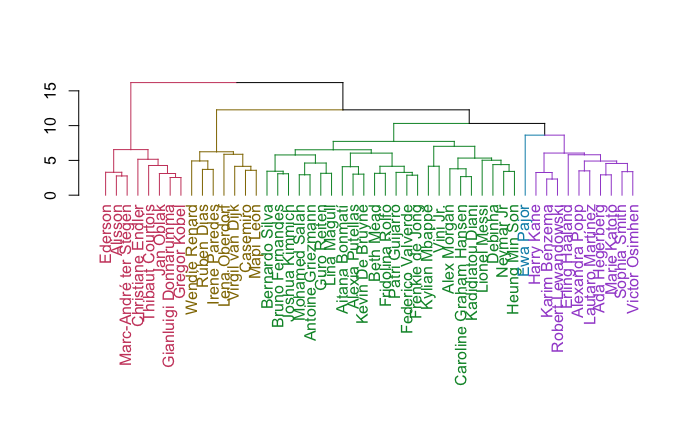 15
10
5
0
Ederson
Alisson
Marc-André ter Stegen
Christiane Endler
Thibaut Courtois
Gianluigi Donnarumma
Jan Oblak
Gregor Kobel
Wendie Renard
Rúben Dias
Irene Paredes
Lena Oberdorf
Virgil van Dijk
Casemiro
Mapi León
Bernardo Silva
Bruno Fernandes
Joshua Kimmich
Mohamed Salah
Antoine Griezmann
Guro Reiten
Lina Magull
Aitana Bonmatí
Alexia Putellas
Kevin De Bruyne
Beth Mead
Fridolina Rolfö
Patri Guijarro
Federico Valverde
Frenkie de Jong
Kylian Mbappé
Vini Jr.
Alex Morgan
Caroline Graham Hansen
Kadidiatou Diani
Lionel Messi
Debinha
Neymar Jr
Heung Min Son
Ewa Pajor
Harry Kane
Karim Benzema
Robert Lewandowski
Erling Haaland
Alexandra Popp
Lautaro Martínez
Ada Hegerberg
Marie Katoto
Sophia Smith
Victor Osimhen